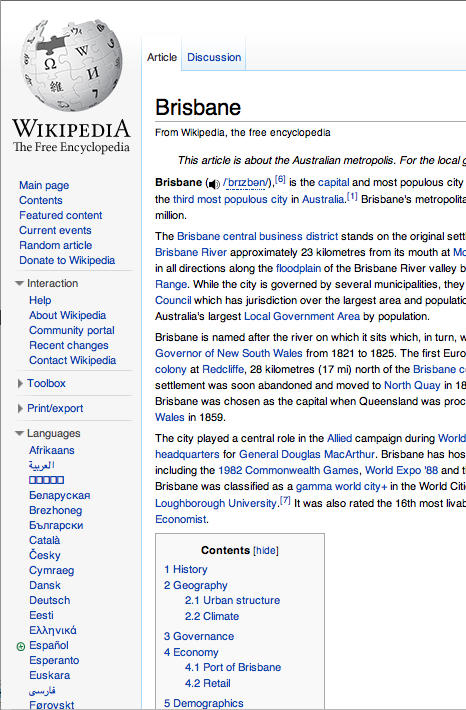 WIKIPEDIA
The Free Encyclopedia
Main page
Contents
Featured content
Current events
Random article
Donate to Wikipedia
Interaction
Help
About Wikipedia
Community portal
Recent changes
Contact Wikipedia
Toolbox
Print/export
Languages
Afrikaans
العربية
Беларуская
Brezhoneg
Български
Català
Česky
Cymraeg
Dansk
Deutsch
Eesti
Ελληνικά
Español
Esperanto
Euskara
فارسی
Føroyskt
Article Discussion
Brisbane
From Wikipedia, the free encyclopedia
This article is about the Australian metropolis. For the local
Brisbane (/ˈbrɪzbən/),[6] is the capital and most populous city
the third most populous city in Australia.[1] Brisbane's metropolita
million.
The Brisbane central business district stands on the original set
Brisbane River approximately 23 kilometres from its mouth at Mo
in all directions along the floodplain of the Brisbane River valley b
Range. While the city is governed by several municipalities, they
Council which has jurisdiction over the largest area and populatio
Australia's largest Local Government Area by population.
Brisbane is named after the river on which it sits which, in turn, w
Governor of New South Wales from 1821 to 1825. The first Euro
colony at Redcliffe, 28 kilometres (17 mi) north of the Brisbane c
settlement was soon abandoned and moved to North Quay in 18
Brisbane was chosen as the capital when Queensland was proc
Wales in 1859.
The city played a central role in the Allied campaign during World
headquarters for General Douglas MacArthur. Brisbane has hos
including the 1982 Commonwealth Games, World Expo '88 and t
Brisbane was classified as a gamma world city+ in the World Citi
Loughborough University.[7] It was also rated the 16th most livab
Economist.
Contents [hide]
1 History
2 Geography
2.1 Urban structure
2.2 Climate
3 Governance
4 Economy
4.1 Port of Brisbane
4.2 Retail
5 Demographics